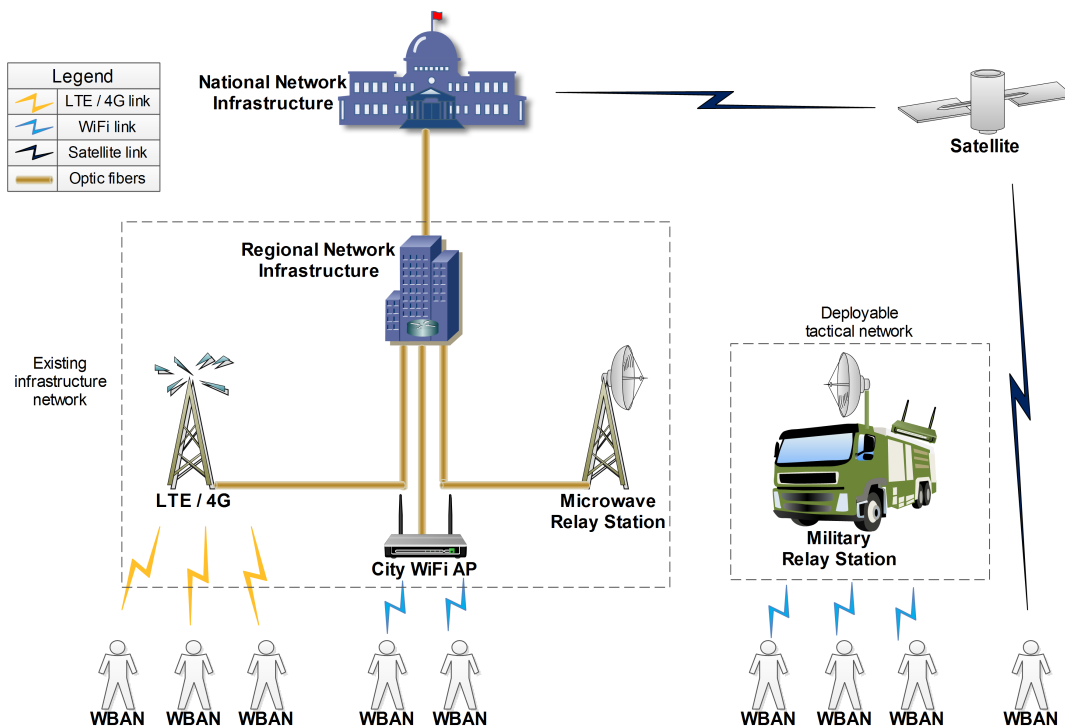 National Network
Infrastructure
Legend
LTE / 4G link
WiFi link
Satellite link
Optic fibers
Satellite
Regional Network
Infrastructure
Deployable
tactical network
Existing
infrastructure
network
LTE / 4G
Microwave
Relay Station
Military
Relay Station
City WiFi AP
WBAN
WBAN
WBAN
WBAN
WBAN
WBAN
WBAN
WBAN
WBAN